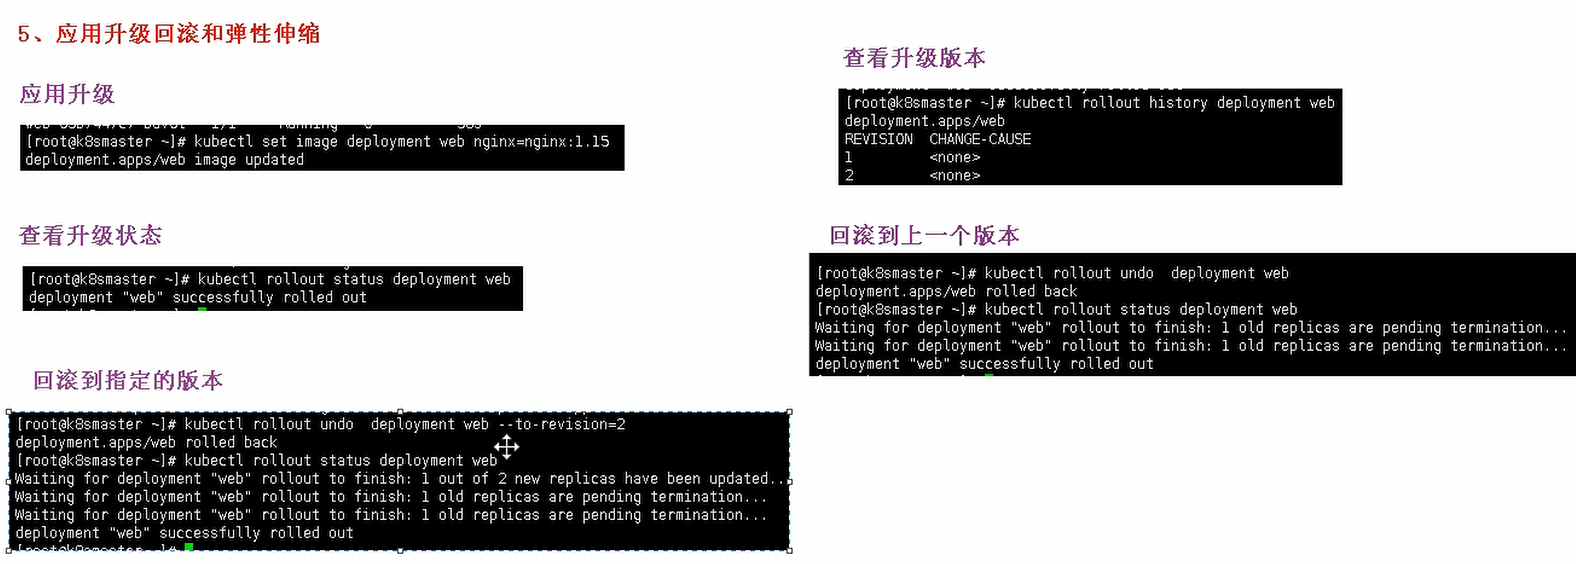 5、应用升级回滚和弹性伸缩
应用升级
[root@k8smaster ~]# kubectl set image deployment web nginx=nginx:1.15
deployment.apps/web image updated
查看升级状态
[root@k8smaster ~]# kubectl rollout status deployment web
deployment "web" successfully rolled out
回滚到指定的版本
[root@k8smaster ~]# kubectl rollout undo  deployment web --to-revision=2
deployment.apps/web rolled back
[root@k8smaster ~]# kubectl rollout status deployment web
Waiting for deployment "web" rollout to finish: 1 out of 2 new replicas have been updated...
Waiting for deployment "web" rollout to finish: 1 old replicas are pending termination...
Waiting for deployment "web" rollout to finish: 1 old replicas are pending termination...
deployment "web" successfully rolled out
[root@k8smaster ~]#
查看升级版本
[root@k8smaster ~]# kubectl rollout history deployment web
deployment.apps/web
REVISION  CHANGE-CAUSE
1         <none>
2         <none>
回滚到上一个版本
[root@k8smaster ~]# kubectl rollout undo  deployment web
deployment.apps/web rolled back
[root@k8smaster ~]# kubectl rollout status deployment web
Waiting for deployment "web" rollout to finish: 1 old replicas are pending termination...
Waiting for deployment "web" rollout to finish: 1 old replicas are pending termination...
deployment "web" successfully rolled out